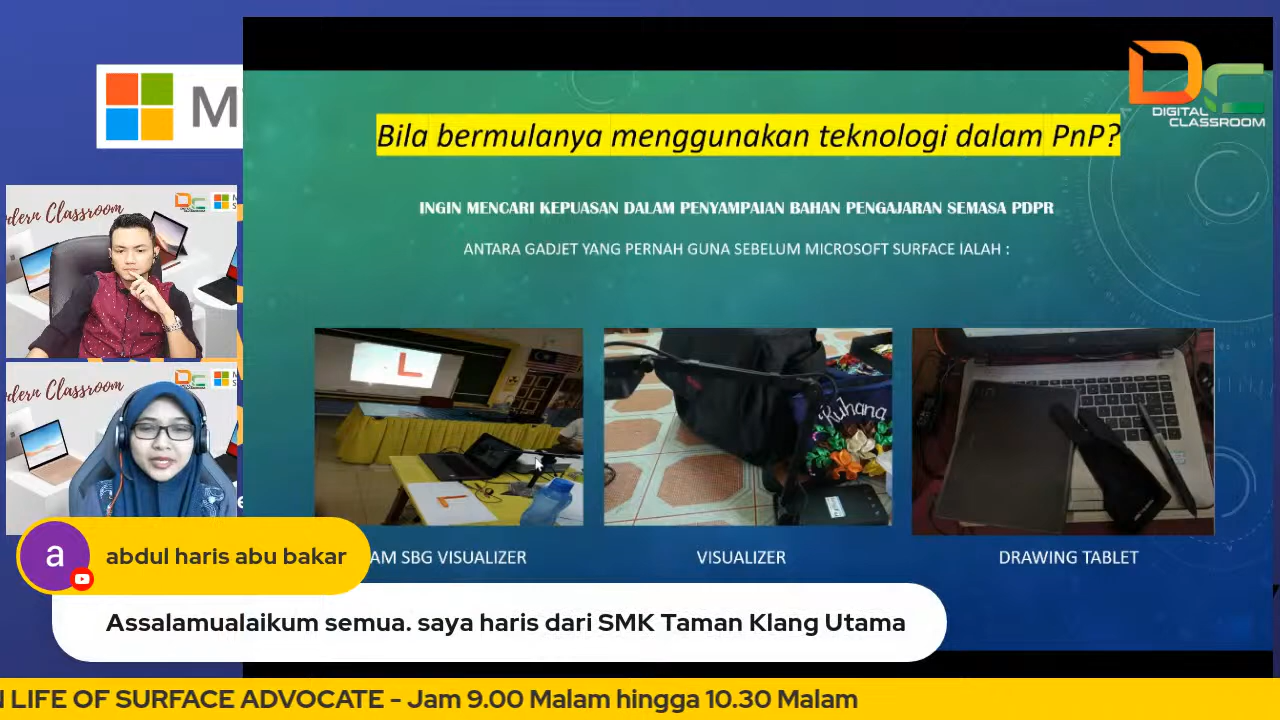 DIGITAL
CLASSROOM
Bila bermulanya menggunakan teknologi dalam PnP?
INGIN MENCARI KEPUASAN DALAM PENYAMPAIAN BAHAN PENGAJARAN SEMASA PDPR
ANTARA GADJET YANG PERNAH GUNA SEBELUM MICROSOFT SURFACE IALAH :
Modern Classroom
Modern Classroom
Ruhana
AM SBG VISUALIZER
VISUALIZER
DRAWING TABLET
a
abdul haris abu bakar
Assalamualaikum semua. saya haris dari SMK Taman Klang Utama
N LIFE OF SURFACE ADVOCATE - Jam 9.00 Malam hingga 10.30 Malam